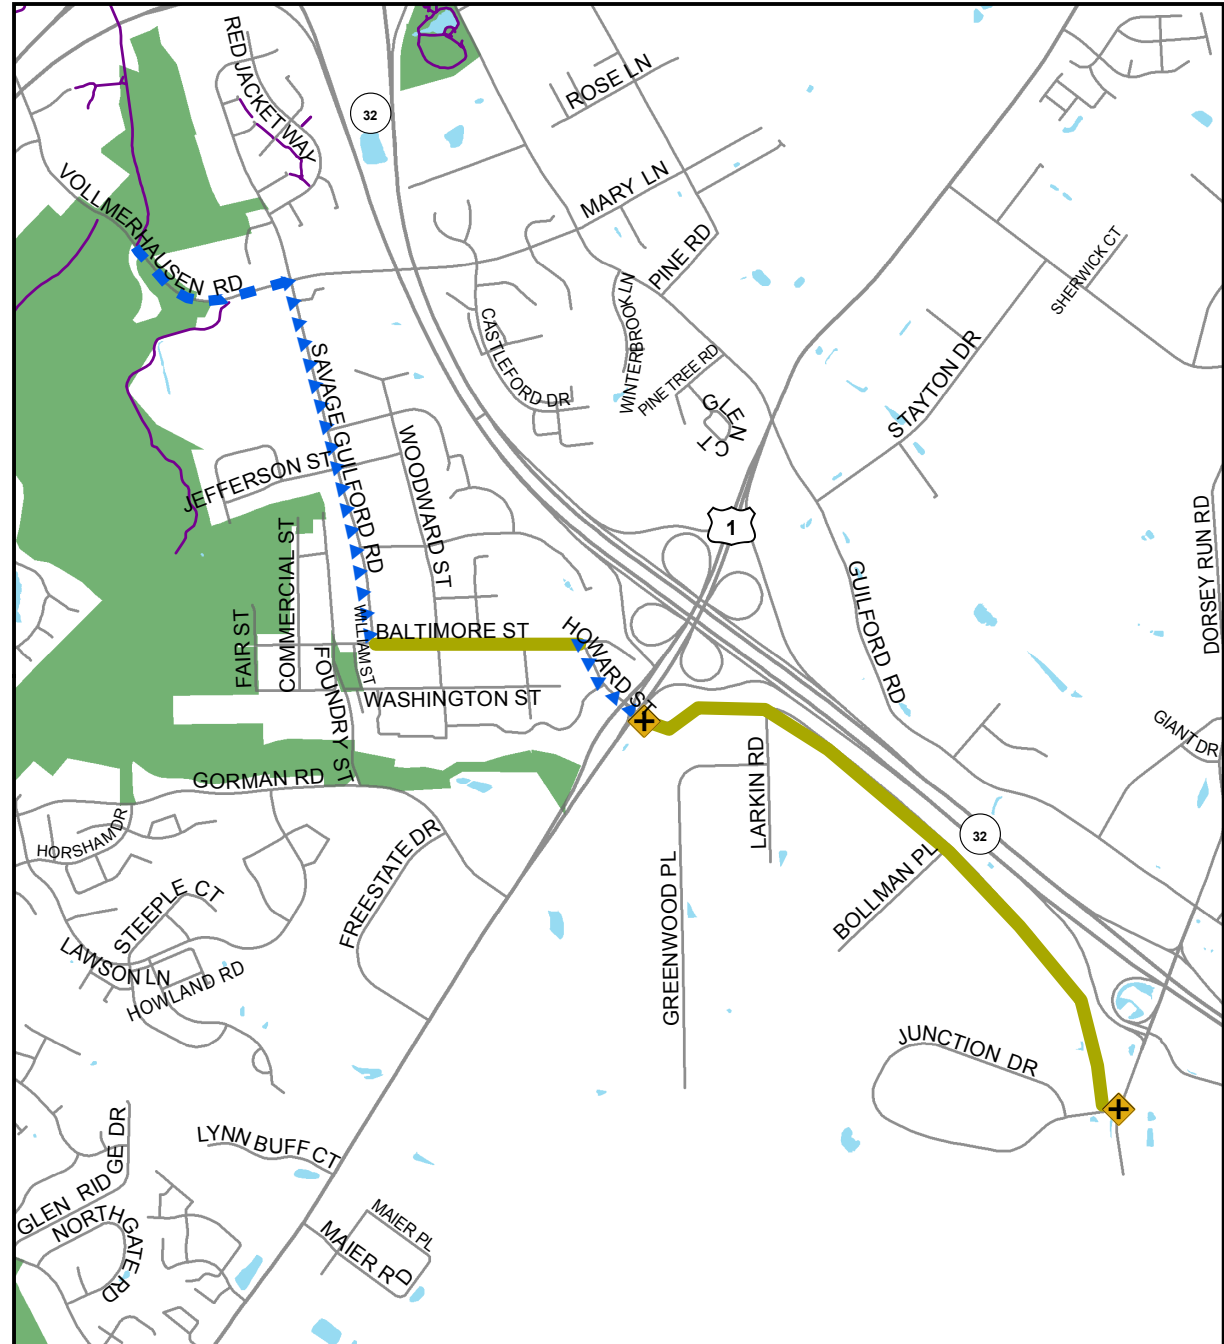 RED JACKET WAY
32
ROSE LN
VOLLMERHAUSEN RD
MARY LN
PINE RD
SHERWICK CT
WINTERBROOK LN
CASTLEFORD DR
PINE TREE RD
GLEN CT
STAYTON DR
SAVAGE GUILFORD RD
WOODWARD ST
JEFFERSON ST
1
DORSEY RUN RD
COMMERCIAL ST
GUILFORD RD
FAIR ST
WILLIAM ST
BALTIMORE ST
HOWARD ST
FOUNDRY ST
WASHINGTON ST
GIANT DR
GORMAN RD
LARKIN RD
32
HORSHAM DR
FREESTATE DR
GREENWOOD PL
BOLLMAN PL
STEEPLE CT
LAWSON LN
HOWLAND RD
JUNCTION DR
LYNN BUFF CT
GLEN RIDGE DR
NORTHGATE RD
MAIER PL
MAIER RD